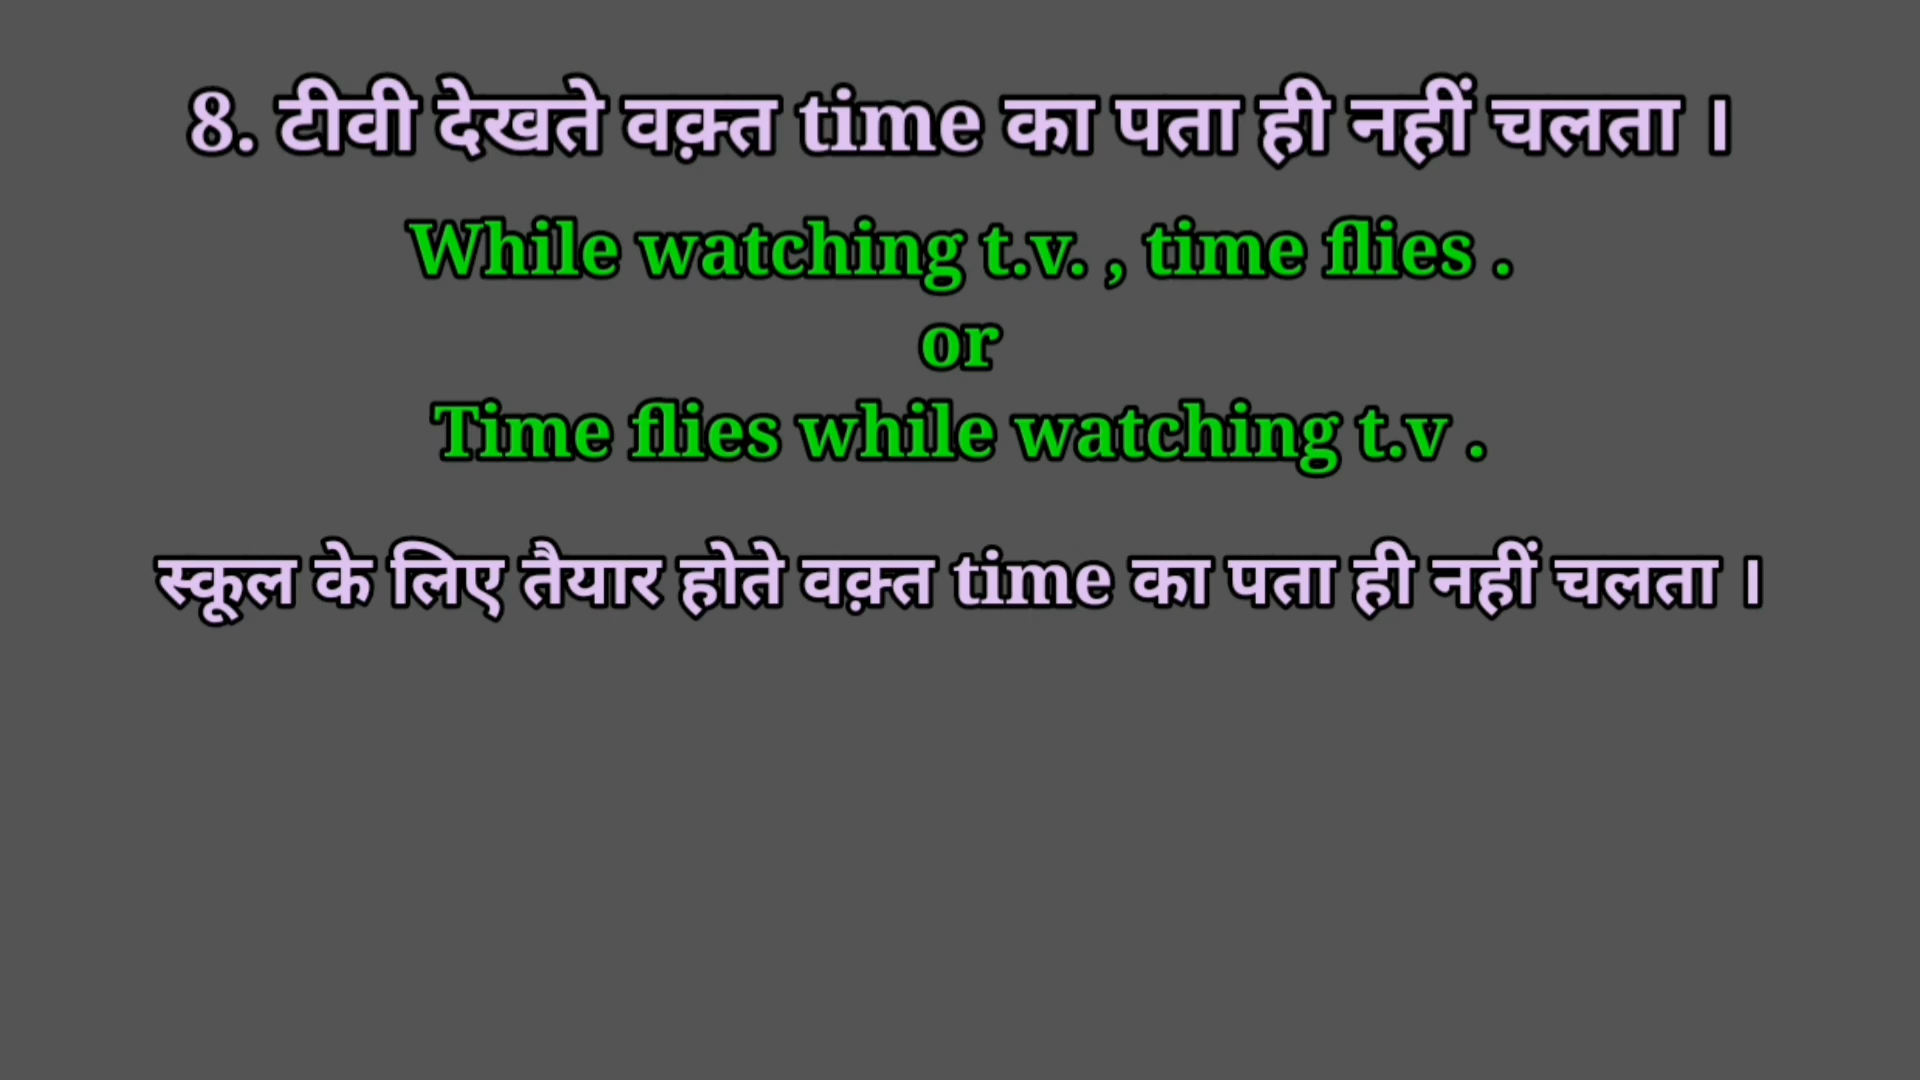 8. टीवी देखते वक़्त time का पता ही नहीं चलता ।
While watching t.v. , time flies .
or
Time flies while watching t.v .
स्कूल के लिए तैयार होते वक़्त time का पता ही नहीं चलता ।